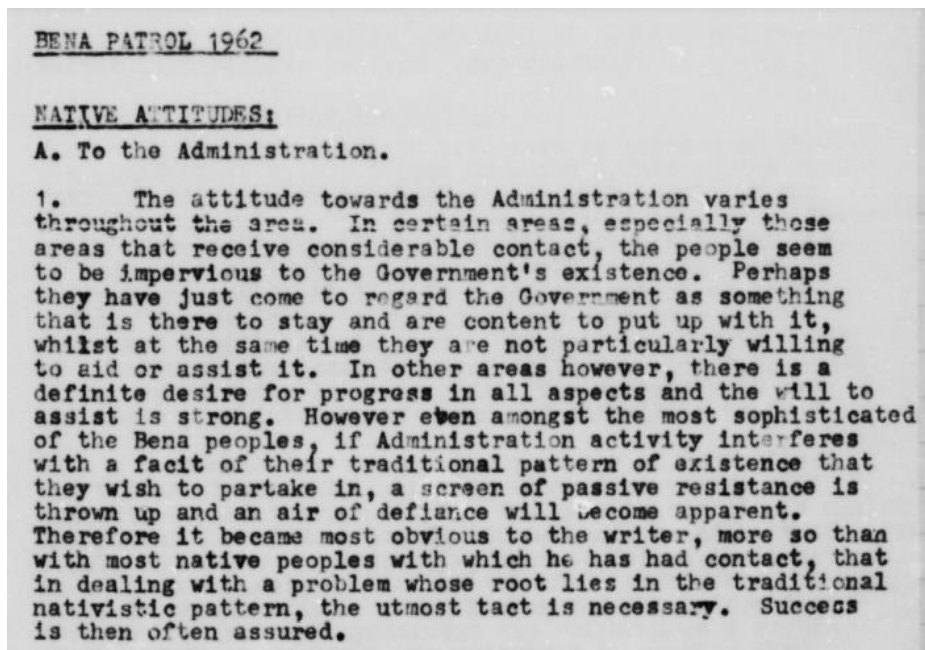 BENA PATROL 1962
NATIVE ATTITUDES:
A. To the Administration.
1. The attitude towards the Administration varies
throughout the area. In certain areas, especially those
areas that receive considerable contact, the people seem
to be impervious to the Government's existence. Perhaps
they have just come to regard the Government as something
that is there to stay and are content to put up with it,
whilst at the same time they are not particularly willing
to aid or assist it. In other areas however, there is a
definite desire for progress in all aspects and the will to
assist is strong. However even amongst the most sophisticated
of the Bena peoples, if Administration activity interferes
with a facit of their traditional pattern of existence that
they wish to partake in, a screen of passive resistance is
thrown up and an air of defiance will become apparent.
Therefore it became most obvious to the writer, more so than
with most native peoples with which he has had contact, that
in dealing with a problem whose root lies in the traditional
nativistic pattern, the utmost tact is necessary. Success
is then often assured.